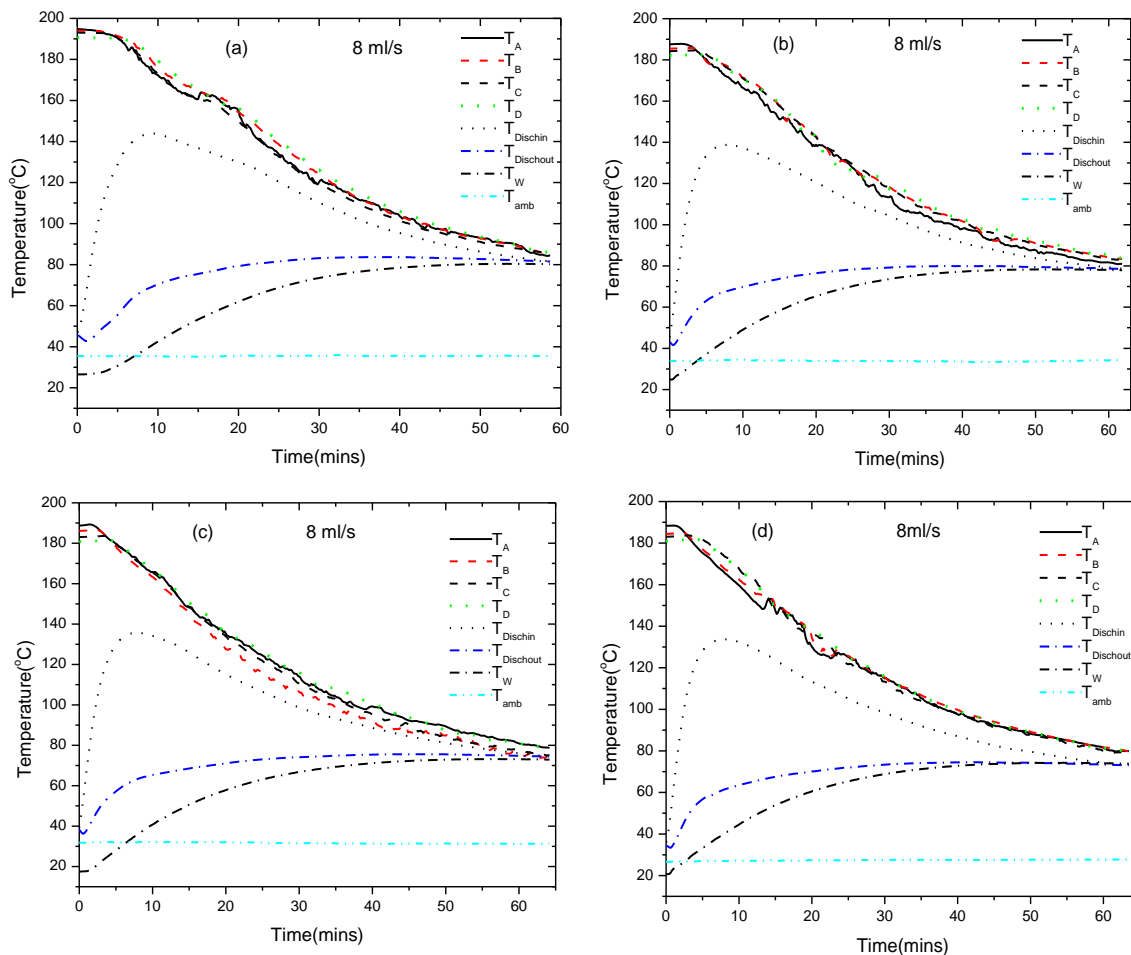 (a)
8 ml/s
T_A
T_B
T_C
T_D
T_Dischin
T_Dischout
T_W
T_amb
200
180
160
140
120
100
80
60
40
20
Temperature(°C)
0 10 20 30 40 50 60
Time(mins)
(b)
8 ml/s
T_A
T_B
T_C
T_D
T_Dischin
T_Dischout
T_W
T_amb
200
180
160
140
120
100
80
60
40
20
Temperature(°C)
0 10 20 30 40 50 60
Time(mins)
(c)
8 ml/s
T_A
T_B
T_C
T_D
T_Dischin
T_Dischout
T_W
T_amb
200
180
160
140
120
100
80
60
40
20
Temperature(°C)
0 10 20 30 40 50 60
Time(mins)
(d)
8ml/s
T_A
T_B
T_C
T_D
T_Dischin
T_Dischout
T_W
T_amb
200
180
160
140
120
100
80
60
40
20
Temperature(°C)
0 10 20 30 40 50 60
Time(mins)